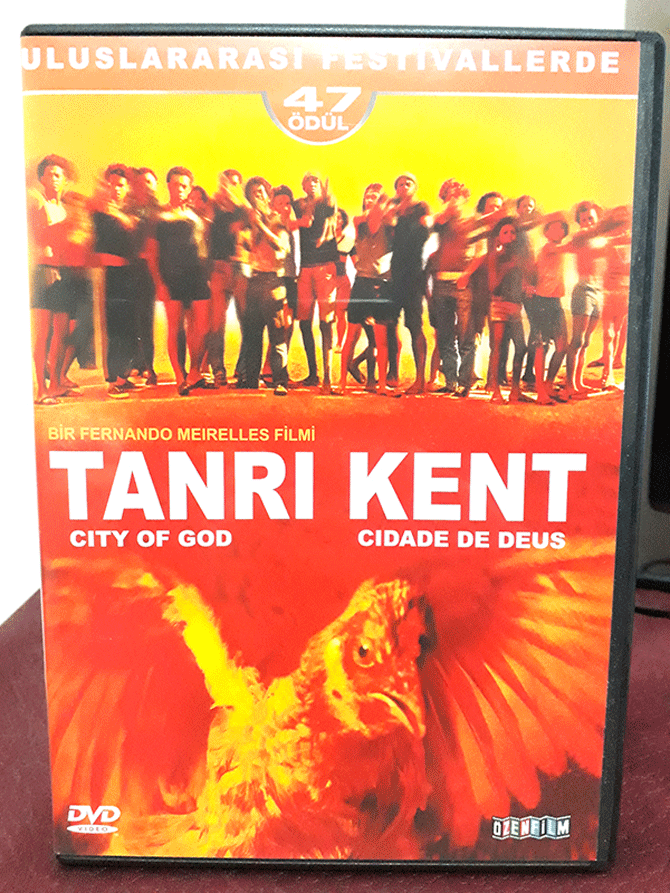 ULUSLARARASI FESTİVALLERDE
47
ÖDÜL
BİR FERNANDO MEIRELLES FİLMİ
TANRI KENT
CITY OF GOD CIDADE DE DEUS
DVD
VIDEO
ÖZENFİLM